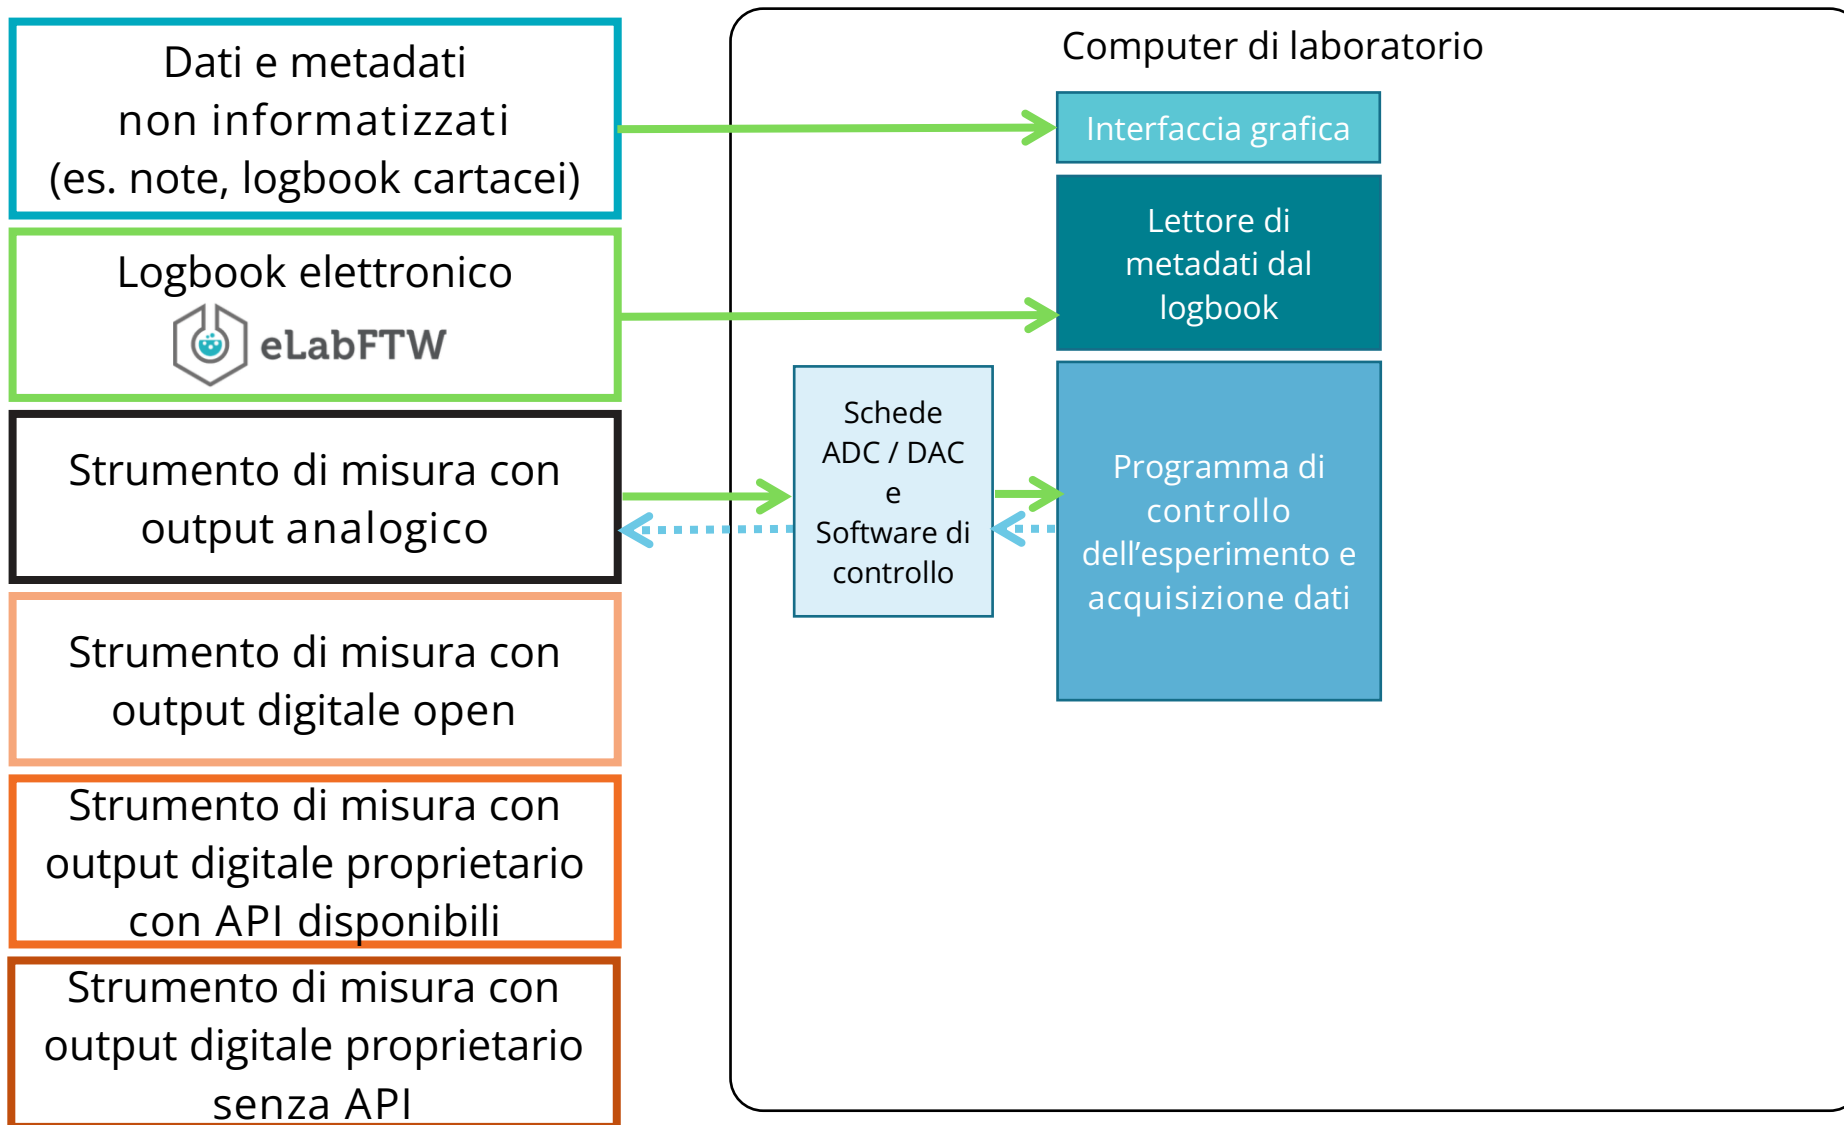 Dati e metadati
non informatizzati
(es. note, logbook cartacei)
Logbook elettronico
eLabFTW
Strumento di misura con
output analogico
Strumento di misura con
output digitale open
Strumento di misura con
output digitale proprietario
con API disponibili
Strumento di misura con
output digitale proprietario
senza API
Computer di laboratorio
Interfaccia grafica
Lettore di
metadati dal
logbook
Schede
ADC / DAC
e
Software di
controllo
Programma di
controllo
dell’esperimento e
acquisizione dati